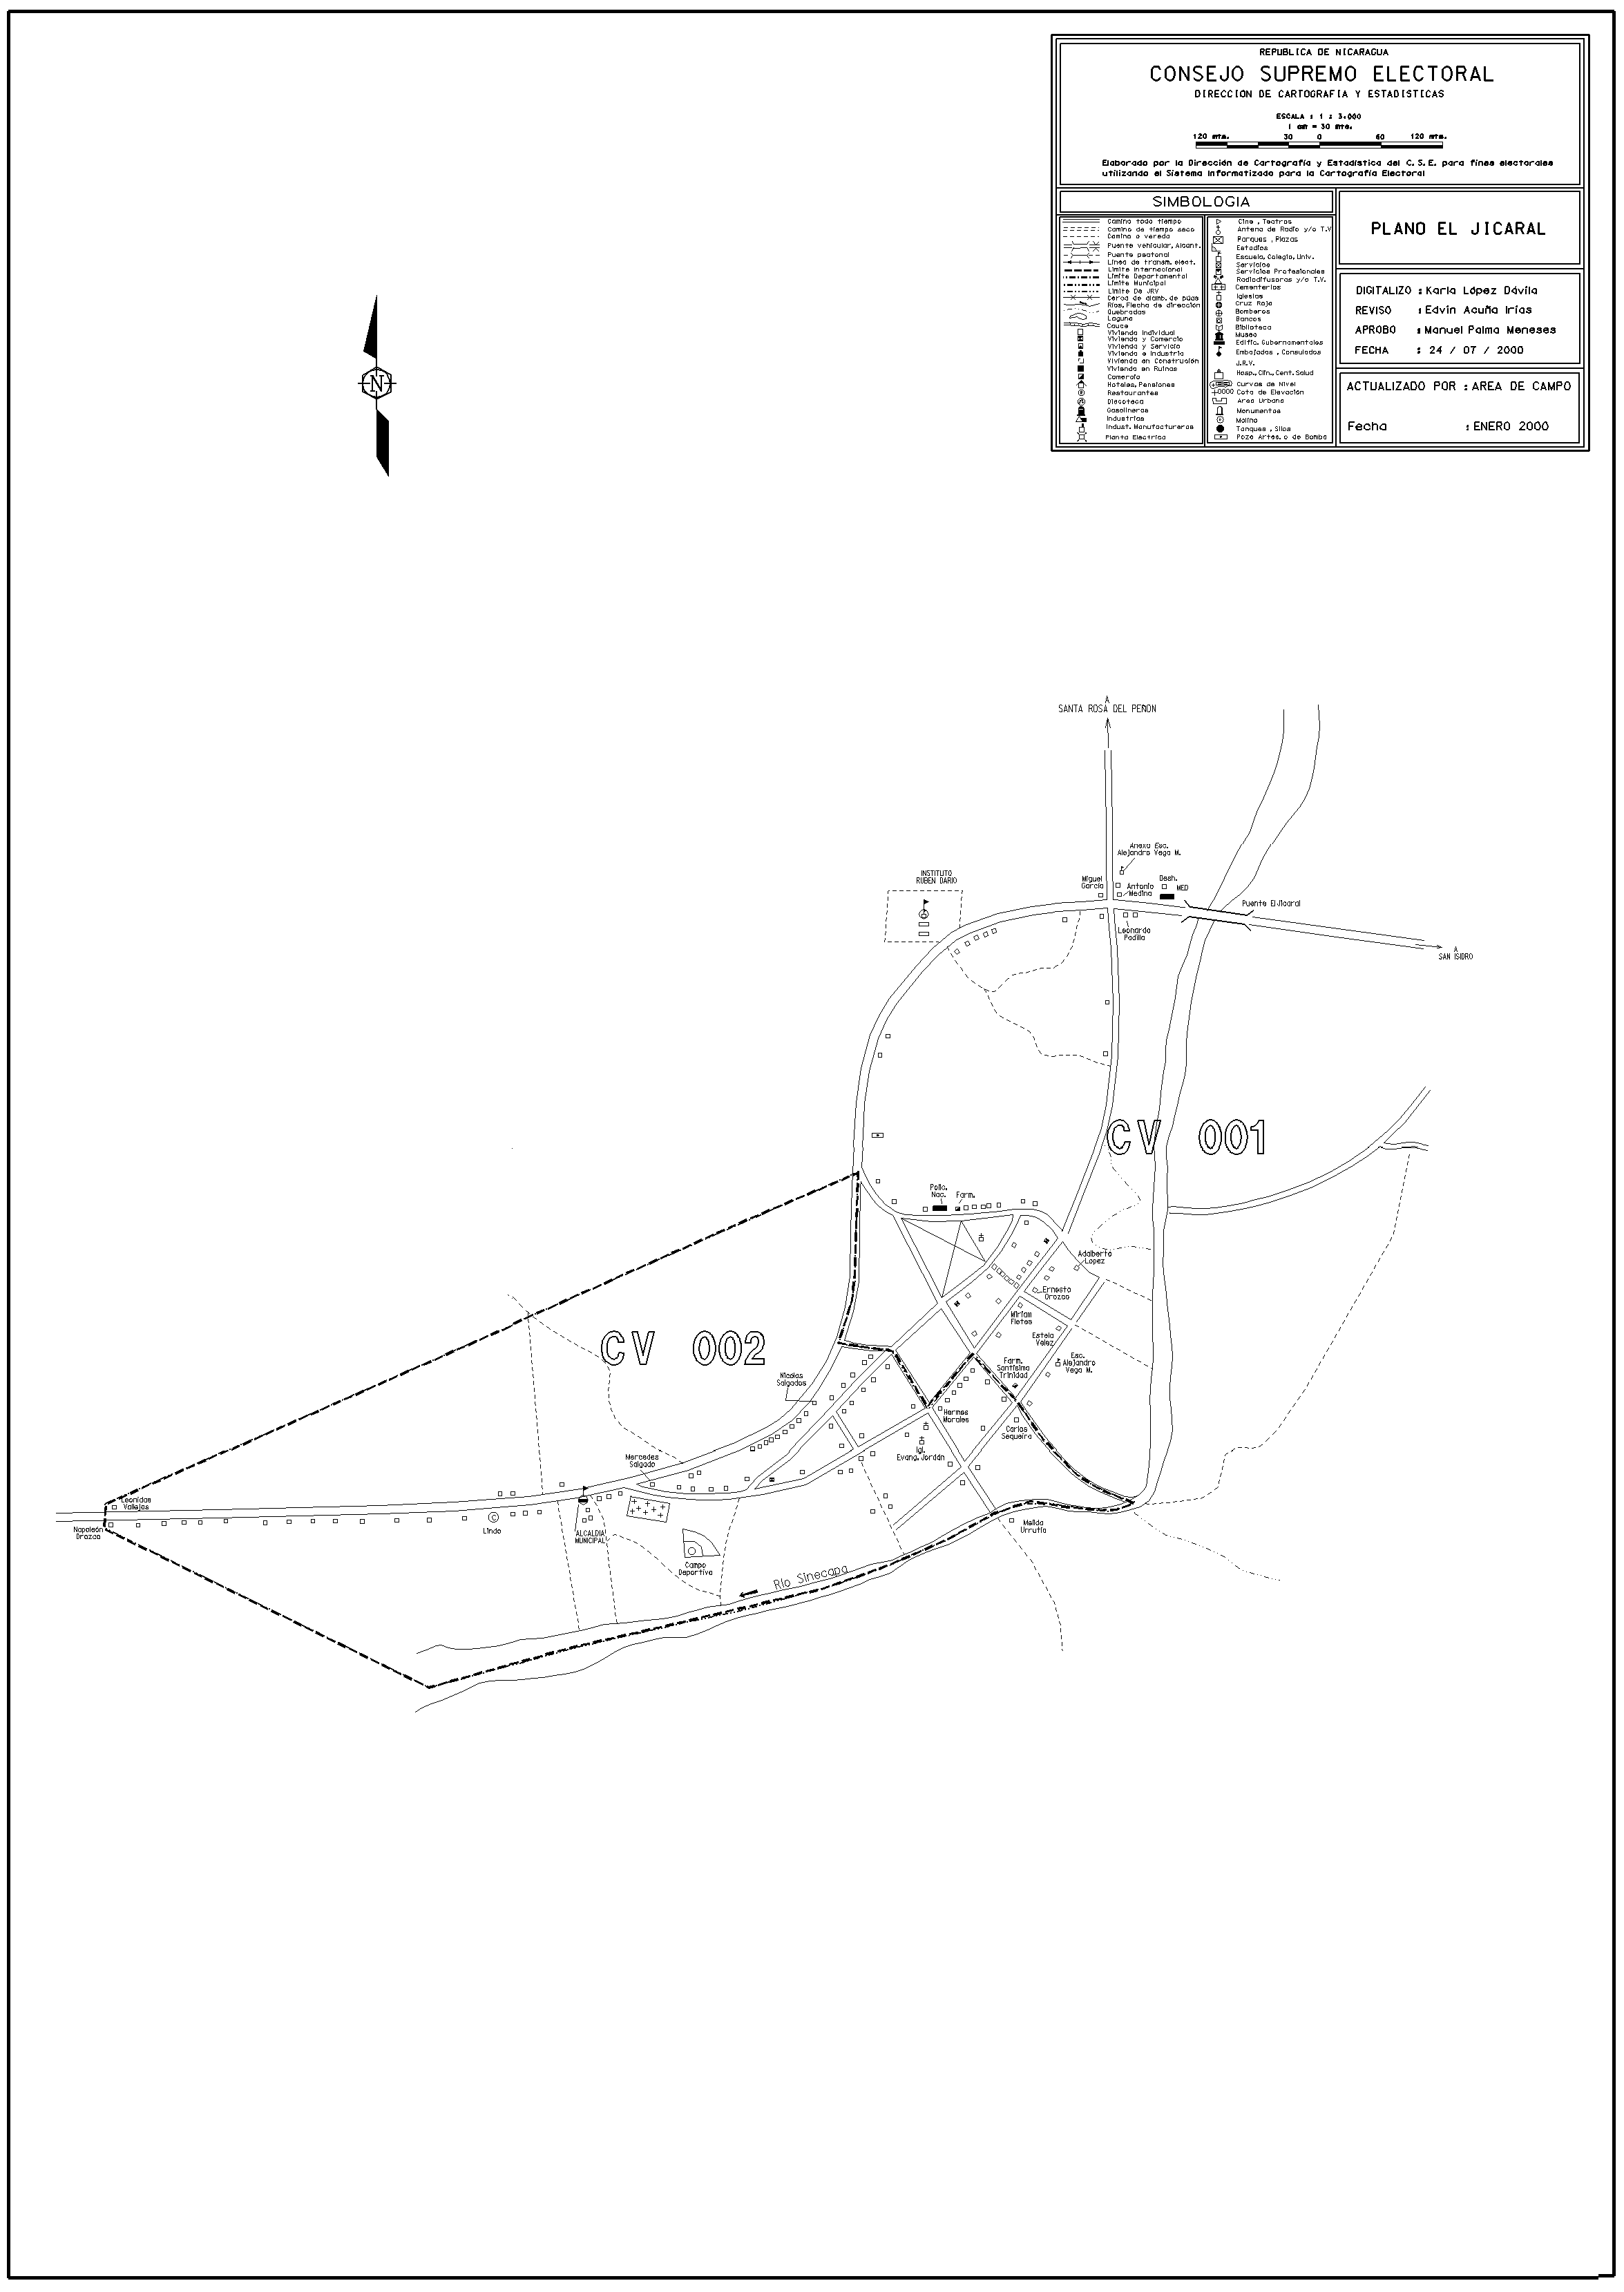 REPUBLICA DE NICARAGUA
CONSEJO SUPREMO ELECTORAL
DIRECCION DE CARTOGRAFIA Y ESTADISTICAS
ESCALA : 1 : 3.000
1 cm = 30 mts.
120 mts. 30 0 60 120 mts.
Elaborado por la Dirección de Cartografía y Estadística del C.S.E. para fines electorales
utilizando el Sistema Informatizado para la Cartografía Electoral
SIMBOLOGIA
Camino todo tiempo
Camino de tiempo seco
Camino o vereda
Puente vehicular, Alcant.
Puente peatonal
Linea de transm. elect.
Límite Internacional
Límite Departamental
Límite Municipal
Límite De JRV
Cerca de alamb. de púas
Ríos, Flecha de dirección
Quebradas
Laguna
Cauce
Vivienda Individual
Vivienda y Comercio
Vivienda y Servicio
Vivienda e Industria
Vivienda en Construción
Vivienda en Ruinas
Comercio
Hoteles, Pensiones
Restaurantes
Discoteca
Gasolineras
Industrias
Indust. Manufactureras
Planta Electrica
Cine , Teatros
Antena de Radio y/o T.V
Parques , Plazas
Estadios
Escuela, Colegio, Univ.
Servicios
Servicios Profesionales
Radiodifusoras y/o T.V.
Cementerios
Iglesias
Cruz Roja
Bomberos
Bancos
Biblioteca
Museo
Edific. Gubernamentales
Embajadas , Consulados
J.R.V.
Hosp., Clin., Cent. Salud
Curvas de Nivel
+0000 Cota de Elevación
Area Urbana
Monumentos
Molino
Tanques , Silos
Pozo Artes. o de Bomba
PLANO EL JICARAL
DIGITALIZO : Karla López Dávila
REVISO : Edvin Acuña Irías
APROBO : Manuel Palma Meneses
FECHA : 24 / 07 / 2000
ACTUALIZADO POR : AREA DE CAMPO
Fecha : ENERO 2000
N
A
SANTA ROSA DEL PEÑON
Anexo Esc.
Alejandro Vega M.
INSTITUTO
RUBEN DARIO
Miguel
García
Antonio
Medina
Desh.
MED
Puente El Jicaral
Leonardo
Padilla
A
SAN ISIDRO
CV 001
Polic.
Nac.
Farm.
Adalberto
Lopez
Ernesto
Orozco
Miriam
Fletes
Estela
Velez
Esc.
Alejandro
Vega M.
Farm.
Santísima
Trinidad
CV 002
Nicolas
Salgados
Hermes
Morales
Carlos
Sequeira
Igl.
Evang. Jordán
Mercedes
Salgado
Leonidas
Vallejos
Napoleón
Orozco
Lindo
ALCALDIA
MUNICIPAL
Campo
Deportivo
Melida
Urrutia
Río Sinecapa